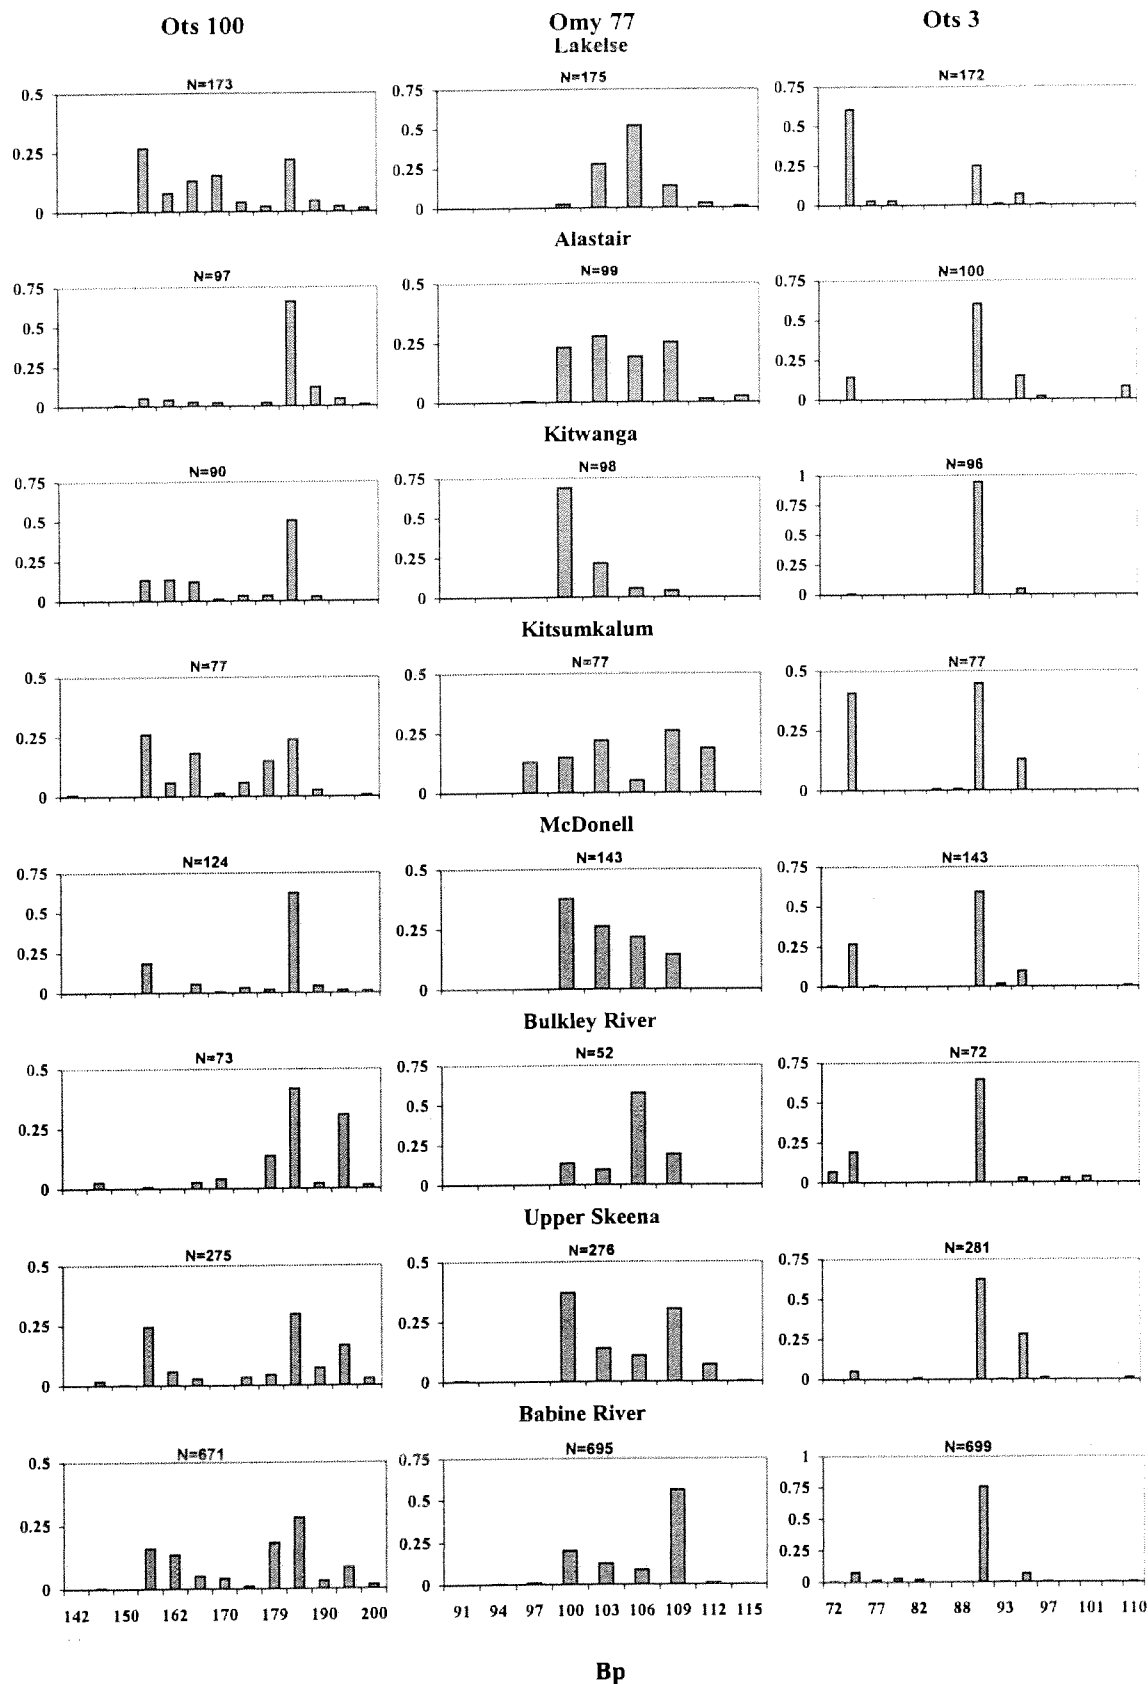 Ots 100 Omy 77 Ots 3
Lakelse
N=173 N=175 N=172
0.5 0.75 0.75
0.5 0.5
0.25 0.25 0.25
0 0 0
Alastair
N=97 N=99 N=100
0.75 0.5 0.75
0.5 0.5
0.25 0.25 0.25
0 0 0
Kitwanga
N=90 N=98 N=96
0.75 0.75 1
0.75
0.5 0.5 0.5
0.25 0.25 0.25
0 0 0
Kitsumkalum
N=77 N=77 N=77
0.5 0.5 0.5
0.25 0.25 0.25
0 0 0
McDonell
N=124 N=143 N=143
0.75 0.5 0.75
0.5 0.5
0.25 0.25 0.25
0 0 0
Bulkley River
N=73 N=52 N=72
0.5 0.75 0.75
0.5 0.5
0.25 0.25 0.25
0 0 0
Upper Skeena
N=275 N=276 N=281
0.5 0.5 0.75
0.5
0.25 0.25 0.25
0 0 0
Babine River
N=671 N=695 N=699
0.5 0.75 1
0.75
0.5 0.5
0.25 0.25 0.25
0 0 0
142 150 162 170 179 190 200 91 94 97 100 103 106 109 112 115 72 77 82 88 93 97 101 110
Bp